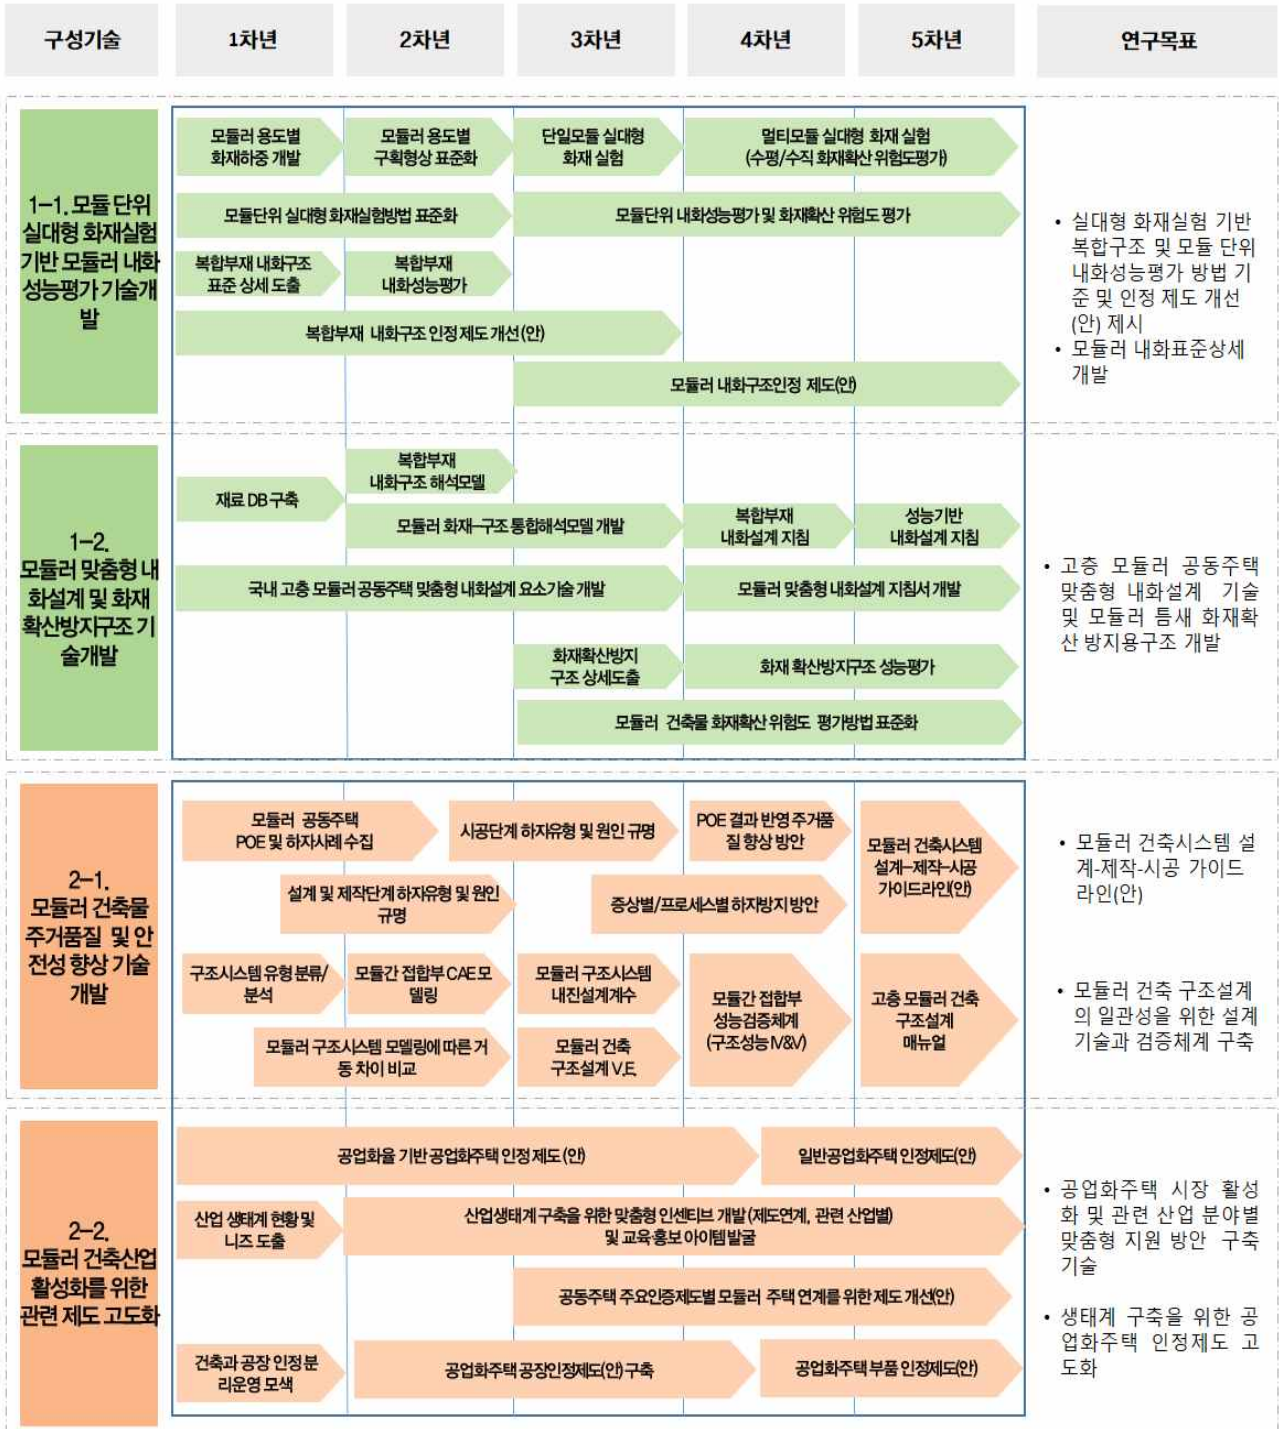 구성기술
1차년
2차년
3차년
4차년
5차년
연구목표
1-1. 모듈 단위
실대형 화재실험
기반 모듈러 내화
성능평가 기술개
발
모듈러 용도별
화재하중 개발
모듈러 용도별
구획형상 표준화
단일모듈 실대형
화재 실험
멀티모듈 실대형 화재 실험
(수평/수직 화재확산 위험도평가)
모듈단위 실대형 화재실험방법 표준화
모듈단위 내화성능평가 및 화재확산 위험도 평가
복합부재 내화구조
표준 상세 도출
복합부재
내화성능평가
복합부재 내화구조 인정 제도 개선(안)
모듈러 내화구조인정 제도(안)
• 실대형 화재실험 기반
복합구조 및 모듈 단위
내화성능평가 방법 기
준 및 인정 제도 개선
(안) 제시
• 모듈러 내화표준상세
개발
1-2.
모듈러 맞춤형 내
화설계 및 화재
확산방지구조 기
술개발
재료 DB 구축
복합부재
내화구조 해석모델
모듈러 화재-구조 통합해석모델 개발
복합부재
내화설계 지침
성능기반
내화설계 지침
국내 고층 모듈러 공동주택 맞춤형 내화설계 요소기술 개발
모듈러 맞춤형 내화설계 지침서 개발
화재확산방지
구조 상세도출
화재 확산방지구조 성능평가
모듈러 건축물 화재확산 위험도 평가방법 표준화
• 고층 모듈러 공동주택
맞춤형 내화설계 기술
및 모듈러 틈새 화재확
산 방지용구조 개발
2-1.
모듈러 건축물
주거품질 및 안
전성 향상 기술
개발
모듈러 공동주택
POE 및 하자사례 수집
시공단계 하자유형 및 원인 규명
POE 결과 반영 주거품
질 향상 방안
모듈러 건축시스템
설계-제작-시공
가이드라인(안)
설계 및 제작단계 하자유형 및 원인
규명
증상별/프로세스별 하자방지 방안
구조시스템 유형 분류/
분석
모듈간 접합부 CAE 모
델링
모듈러 구조시스템
내진설계계수
모듈간 접합부
성능검증체계
(구조성능 IV&V)
고층 모듈러 건축
구조설계
매뉴얼
모듈러 구조시스템 모델링에 따른 거
동 차이 비교
모듈러 건축
구조설계 V.E.
• 모듈러 건축시스템 설
계-제작-시공 가이드
라인(안)
• 모듈러 건축 구조설계
의 일관성을 위한 설계
기술과 검증체계 구축
2-2.
모듈러 건축산업
활성화를 위한
관련 제도 고도화
공업화율 기반 공업화주택 인정 제도 (안)
일반공업화주택 인정제도(안)
산업 생태계 현황 및
니즈 도출
산업생태계 구축을 위한 맞춤형 인센티브 개발 (제도연계, 관련 산업별)
및 교육·홍보 아이템 발굴
공동주택 주요인증제도별 모듈러 주택 연계를 위한 제도 개선(안)
건축과 공장 인정 분
리운영 모색
공업화주택 공장인정제도(안) 구축
공업화주택 부품 인정제도(안)
• 공업화주택 시장 활성
화 및 관련 산업 분야별
맞춤형 지원 방안 구축
기술
• 생태계 구축을 위한 공
업화주택 인정제도 고
도화